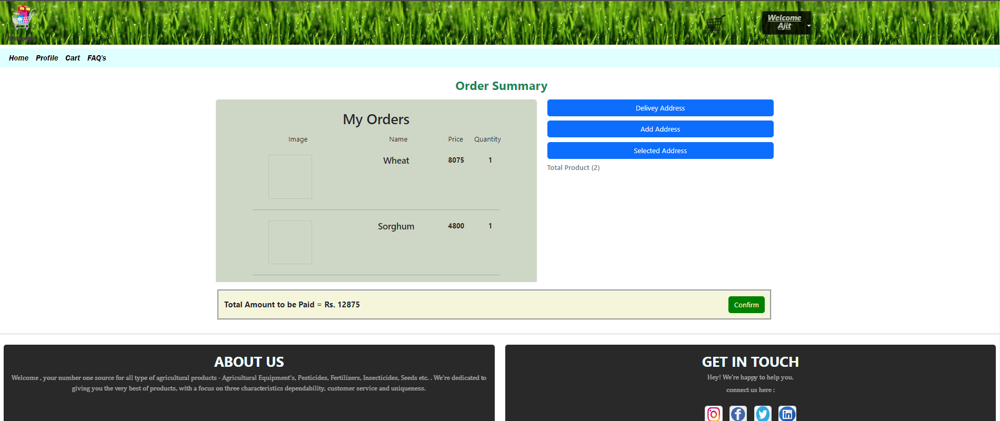 Welcome
Ajit
Home Profile Cart FAQ's
Order Summary
My Orders
Image Name Price Quantity
Wheat 8075 1
Sorghum 4800 1
Delivey Address
Add Address
Selected Address
Total Product (2)
Total Amount to be Paid = Rs. 12875
Confirm
ABOUT US
Welcome , your number one source for all type of agricultural products - Agricultural Equipment's, Pesticides, Fertilizers, Insecticides, Seeds etc. . We're dedicated to
giving you the very best of products, with a focus on three characteristics dependability, customer service and uniqueness.
GET IN TOUCH
Hey! We're happy to help you.
connect us here :